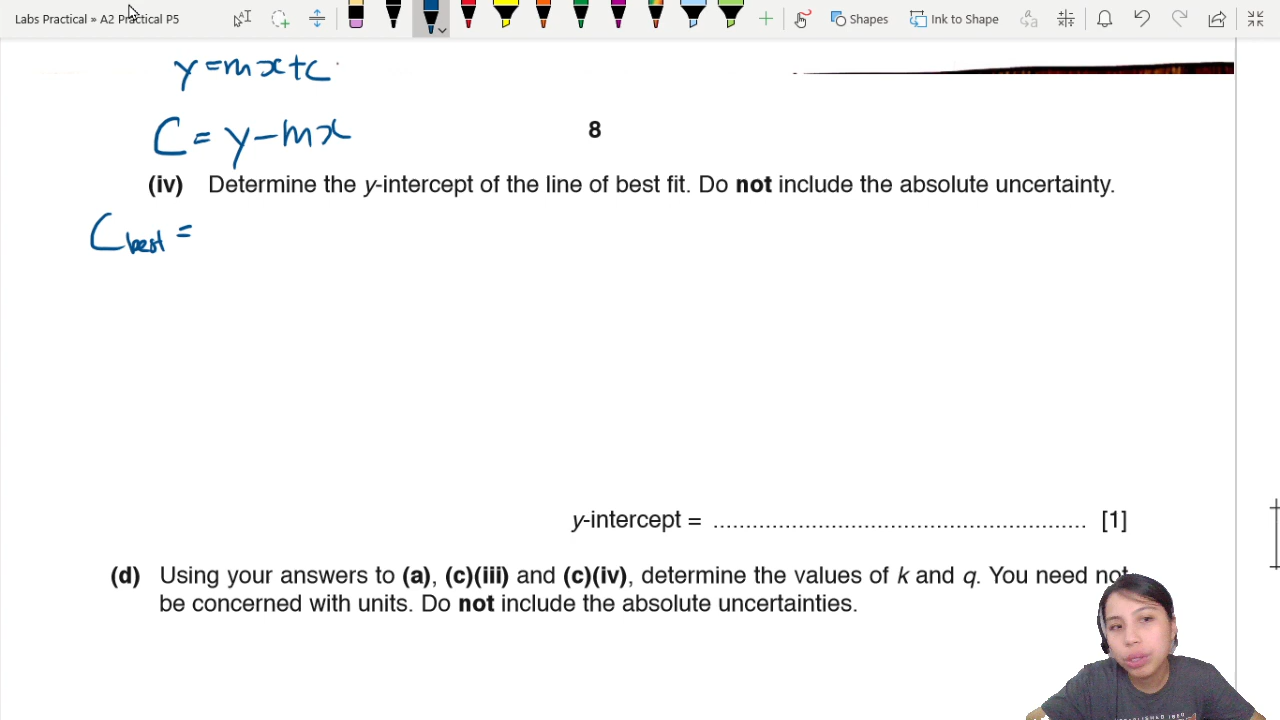 Labs Practical » A2 Practical P5
Shapes
Ink to Shape
y = mx + c
C = y - mx
8
(iv) Determine the y-intercept of the line of best fit. Do not include the absolute uncertainty.
Cbest =
y-intercept = ........................................................ [1]
(d) Using your answers to (a), (c)(iii) and (c)(iv), determine the values of k and q. You need not
be concerned with units. Do not include the absolute uncertainties.